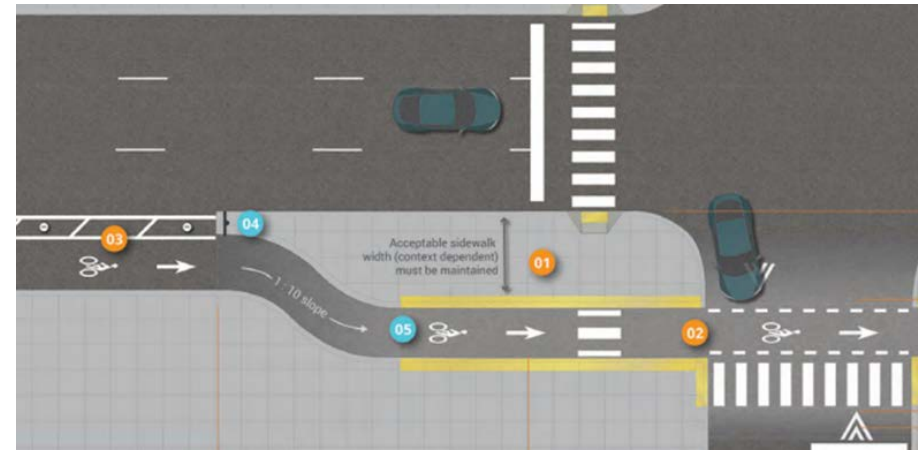 04
03
Acceptable sidewalk
width (context dependent)
must be maintained
01
1:10 slope
05
02